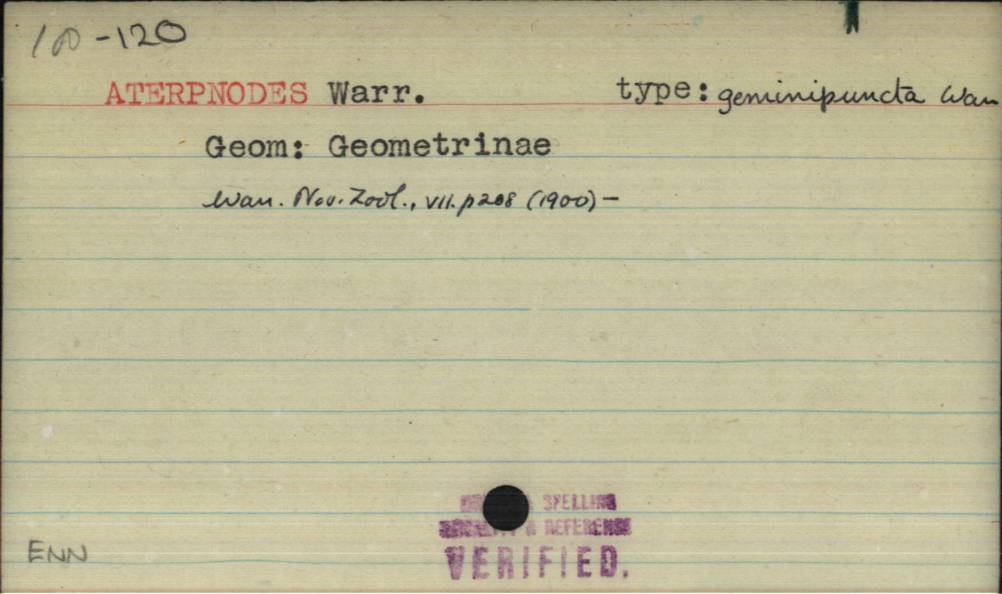 100-120
ATERPNODES Warr. type: geminipuncta Warr
Geom: Geometrinae
Warr. Nov. Zool., VII. p208 (1900) —
SPELLING
REFERENCE
VERIFIED.
ENN